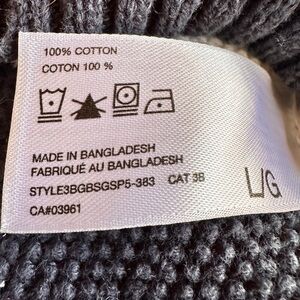 100% COTTON
COTON 100 %
MADE IN BANGLADESH
FABRIQUÉ AU BANGLADESH
STYLE3BGBSGSP5-383 CAT 3B
CA#03961
L/G